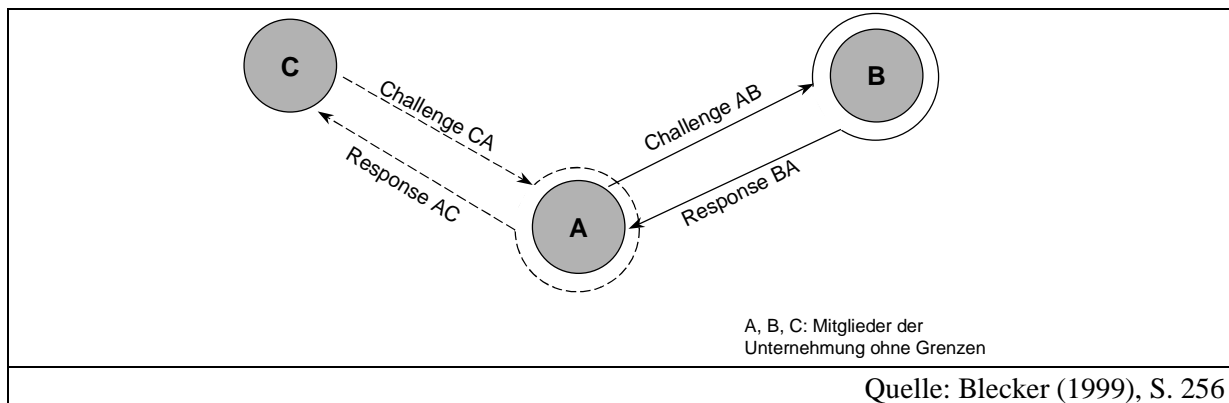 C
B
Challenge CA
Challenge AB
Response AC
Response BA
A
A, B, C: Mitglieder der
Unternehmung ohne Grenzen
Quelle: Blecker (1999), S. 256